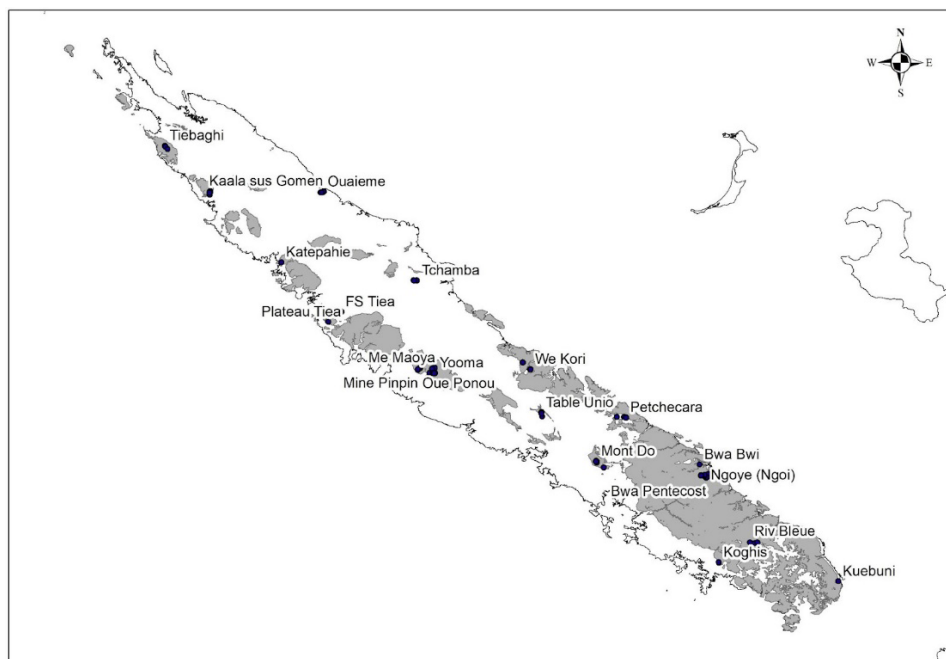 N
W E
S
Tiebaghi
Kaala sus Gomen Ouaieme
Katepahie
Tchamba
FS Tiea
Plateau Tiea
Me Maoya
Yooma
We Kori
Mine Pinpin Oue Ponou
Table Unio
Petchecara
Mont Do
Bwa Bwi
Ngoye (Ngoi)
Bwa Pentecost
Riv Bleue
Koghis
Kuebuni